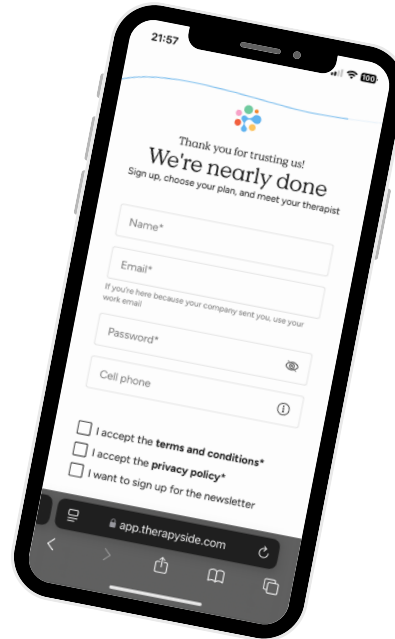 21:57
100
Thank you for trusting us!
We're nearly done
Sign up, choose your plan, and meet your therapist
Name*
Email*
If you're here because your company sent you, use your
work email
Password*
Cell phone
I accept the terms and conditions*
I accept the privacy policy*
I want to sign up for the newsletter
app.therapyside.com